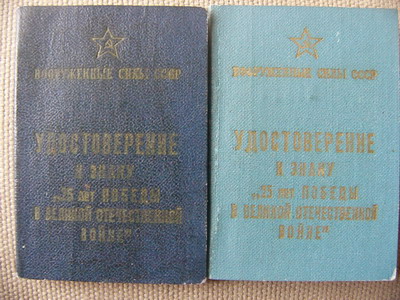 ВООРУЖЕННЫЕ СИЛЫ СССР
УДОСТОВЕРЕНИЕ
К ЗНАКУ
„25 ЛЕТ ПОБЕДЫ
В ВЕЛИКОЙ ОТЕЧЕСТВЕННОЙ
ВОЙНЕ"
ВООРУЖЕННЫЕ СИЛЫ СССР
УДОСТОВЕРЕНИЕ
К ЗНАКУ
„25 ЛЕТ ПОБЕДЫ
В ВЕЛИКОЙ ОТЕЧЕСТВЕННОЙ
ВОЙНЕ"